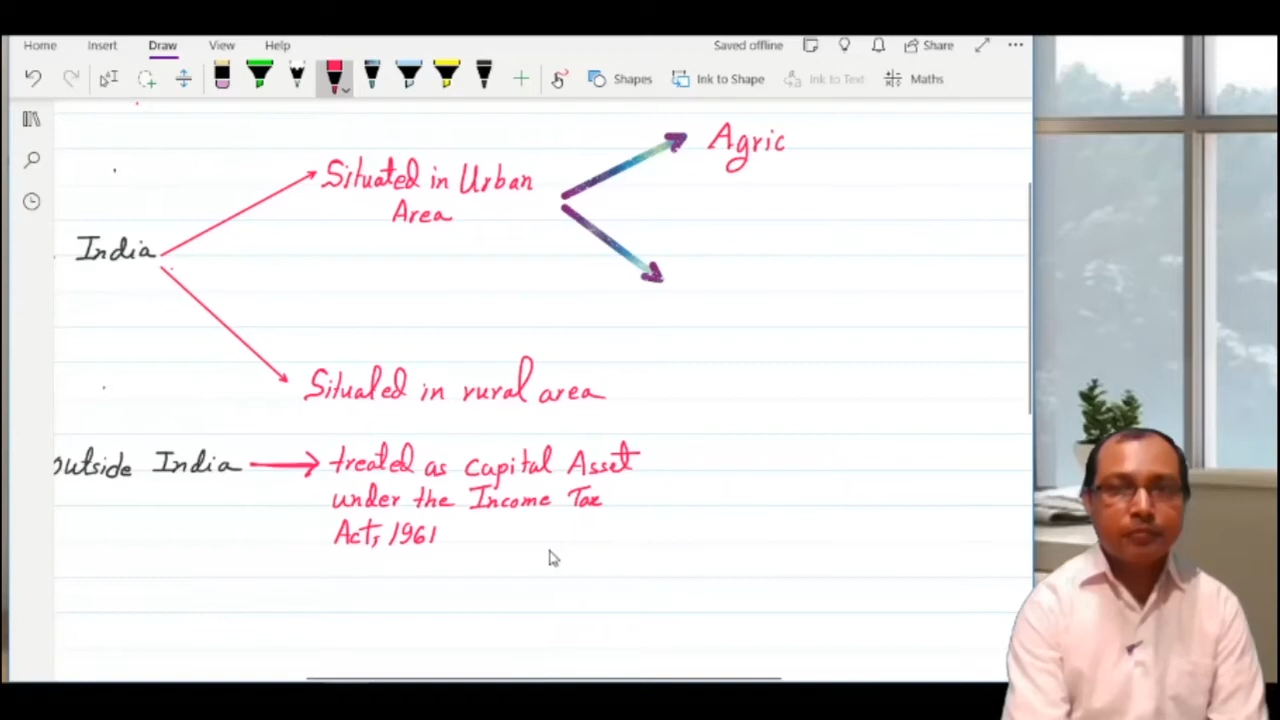 Home Insert Draw View Help Saved offline Share
Shapes Ink to Shape Ink to Text Maths
Agric
Situated in Urban
Area
India
Situated in rural area
outside India treated as capital Asset
under the Income Tax
Act, 1961